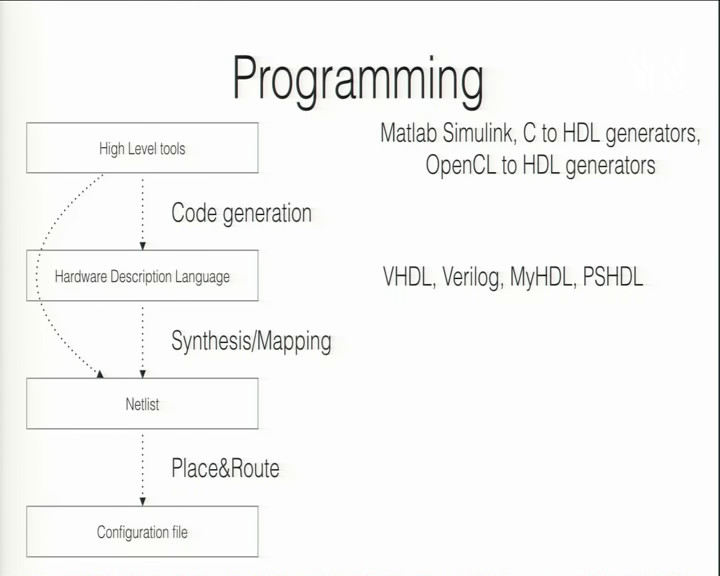 Programming
High Level tools
Matlab Simulink, C to HDL generators,
OpenCL to HDL generators
Code generation
Hardware Description Language
VHDL, Verilog, MyHDL, PSHDL
Synthesis/Mapping
Netlist
Place&Route
Configuration file